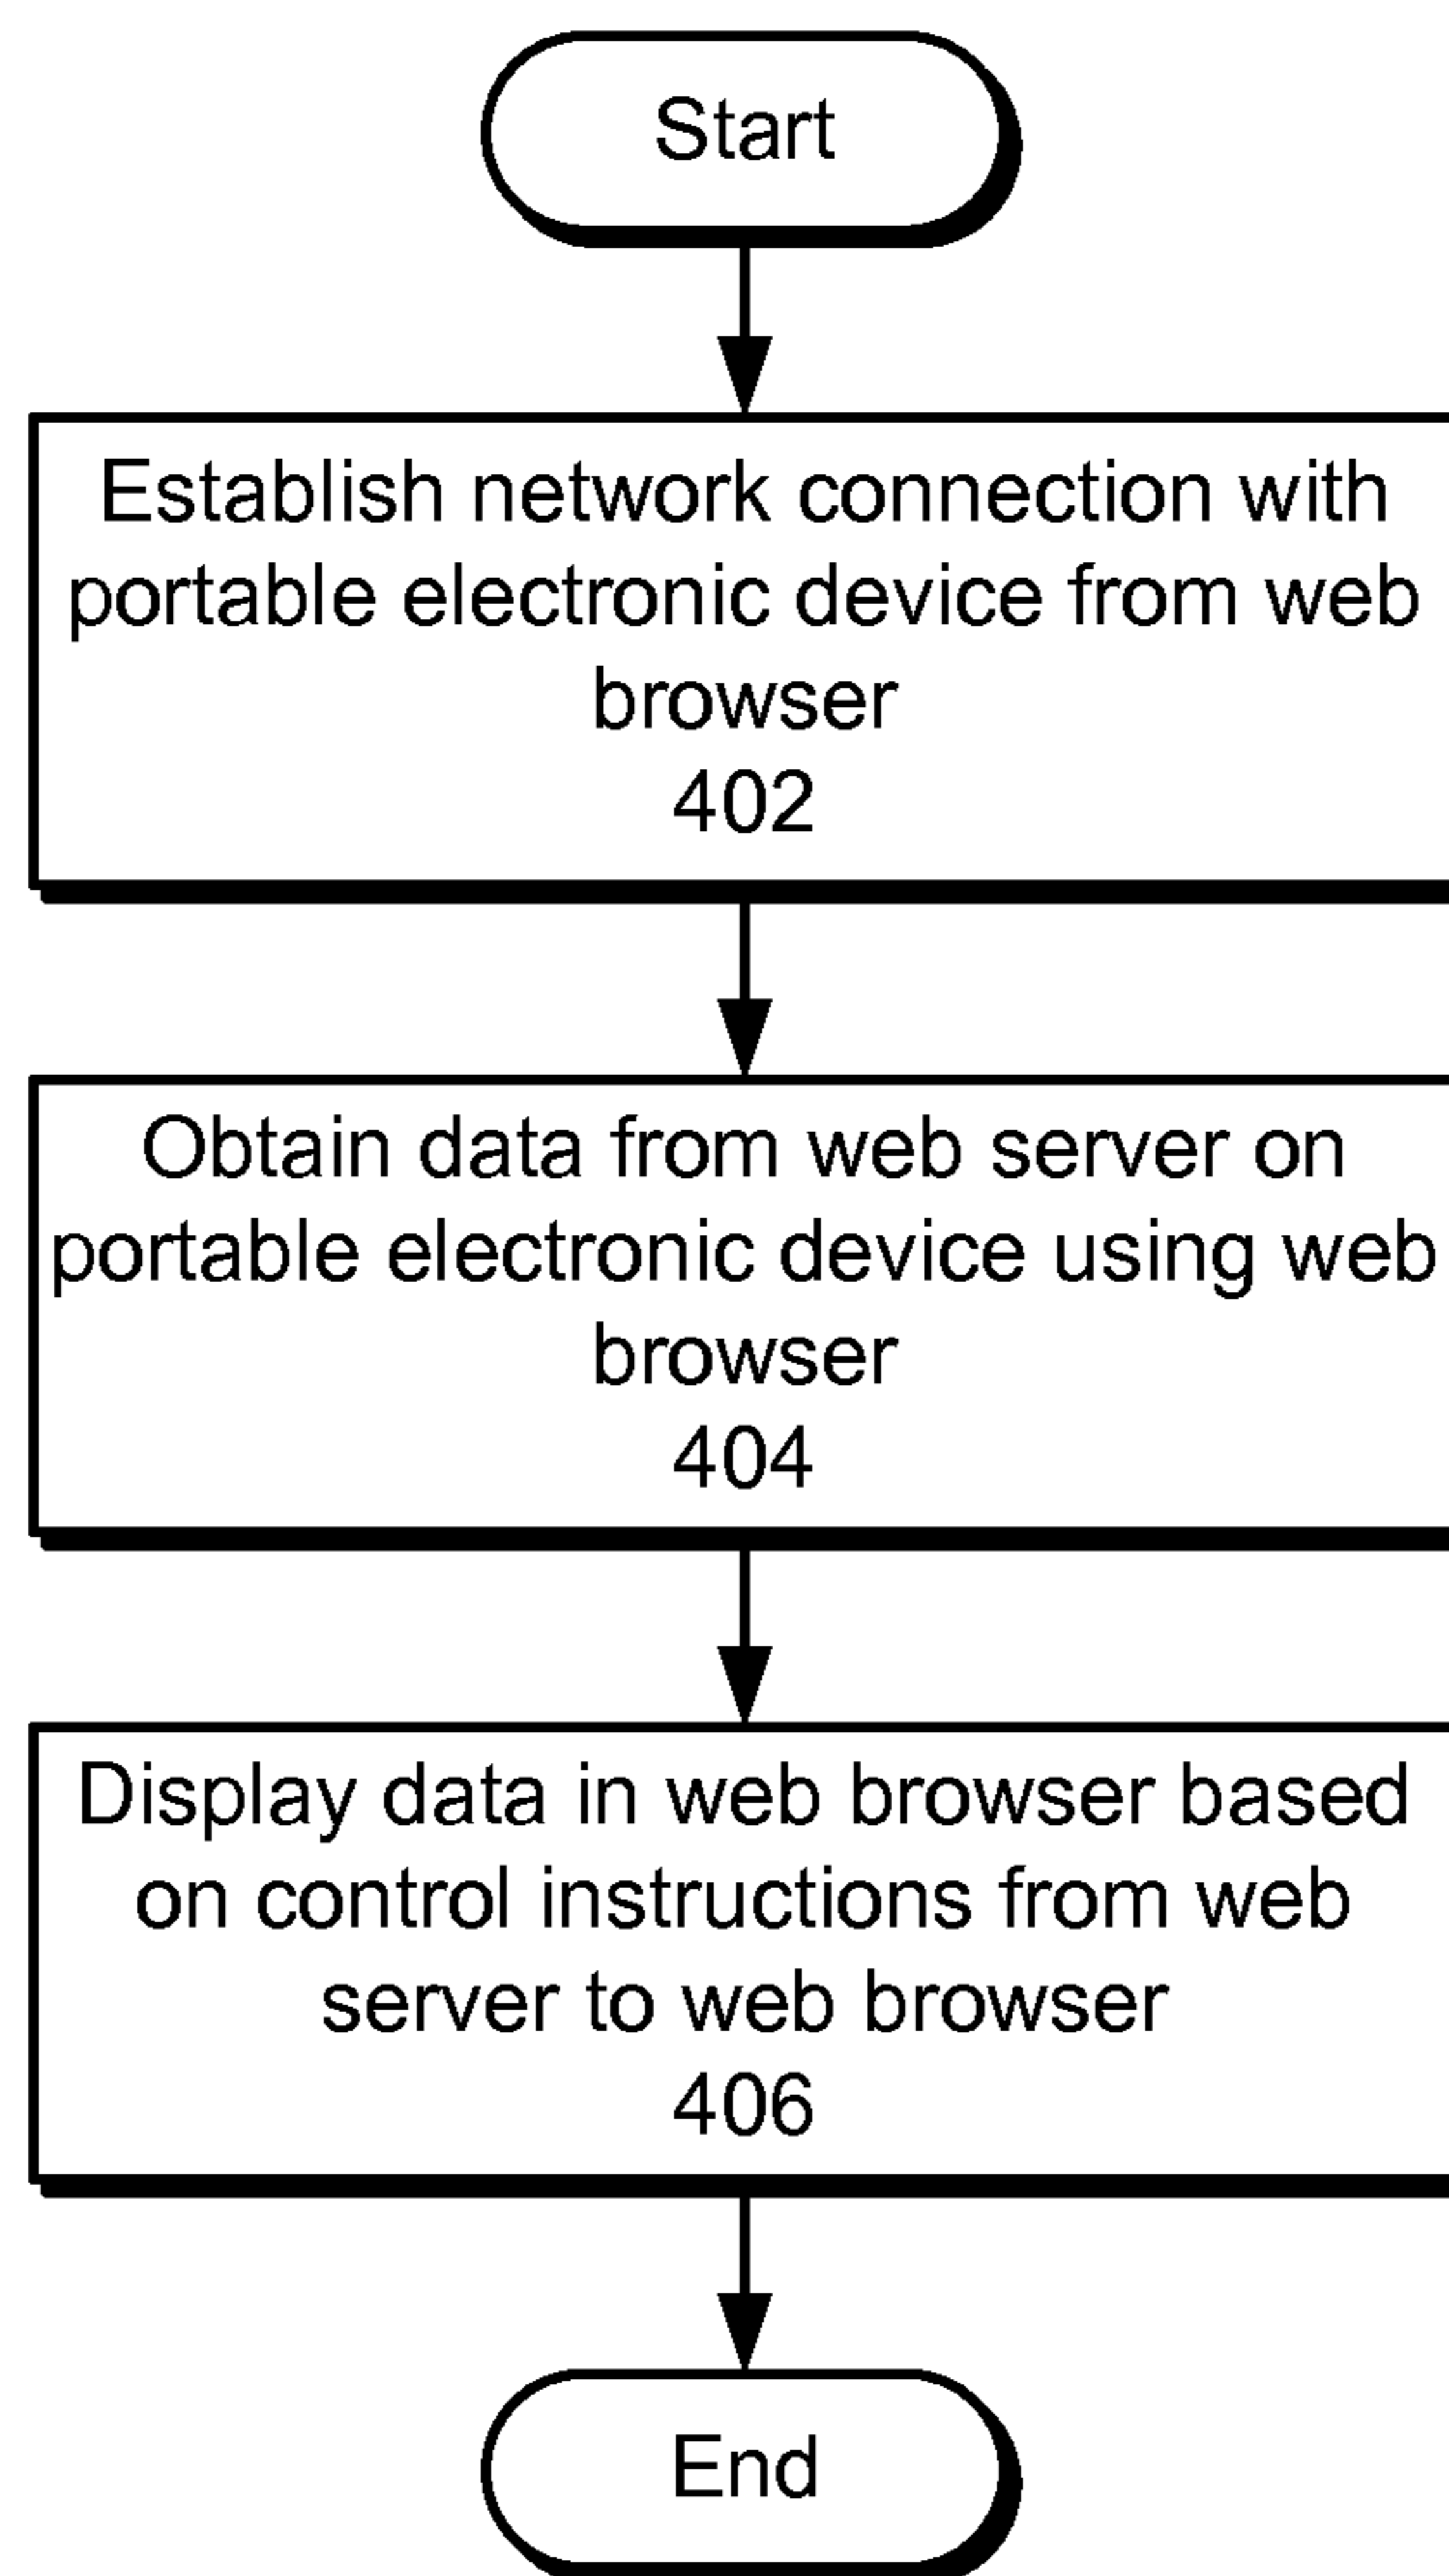 Start
Establish network connection with
portable electronic device from web
browser
402
Obtain data from web server on
portable electronic device using web
browser
404
Display data in web browser based
on control instructions from web
server to web browser
406
End